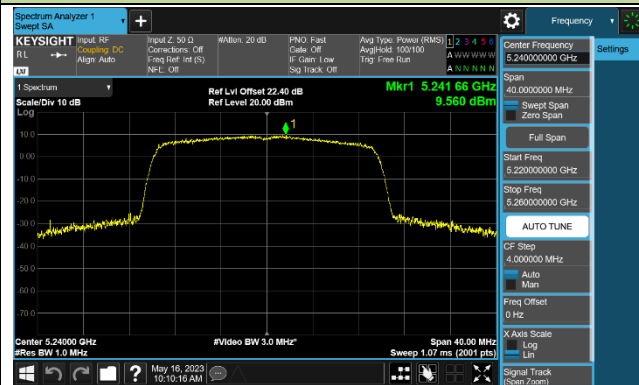 Spectrum Analyzer 1
Swept SA
Frequency
KEYSIGHT
RL
LXI
Input: RF
Coupling: DC
Align: Auto
Input Z: 50 Ω
Corrections: Off
Freq Ref: Int (S)
NFE: Off
#Atten: 20 dB
PNO: Fast
Gate: Off
IF Gain: Low
Sig Track: Off
Avg Type: Power (RMS)
Avg|Hold: 100/100
Trig: Free Run
1 2 3 4 5 6
A W W W W W
A N N N N N
1 Spectrum
Scale/Div 10 dB
Log
Ref Lvl Offset 22.40 dB
Ref Level 20.00 dBm
Mkr1 5.241 66 GHz
9.560 dBm
1
10.0
0.00
-10.0
-20.0
-30.0
-40.0
-50.0
-60.0
-70.0
Center 5.24000 GHz
#Res BW 1.0 MHz
#Video BW 3.0 MHz*
Span 40.00 MHz
Sweep 1.07 ms (2001 pts)
May 16, 2023
10:10:16 AM
Center Frequency
5.240000000 GHz
Settings
Span
40.0000000 MHz
Swept Span
Zero Span
Full Span
Start Freq
5.220000000 GHz
Stop Freq
5.260000000 GHz
AUTO TUNE
CF Step
4.000000 MHz
Auto
Man
Freq Offset
0 Hz
X Axis Scale
Log
Lin
Signal Track
(Span Zoom)